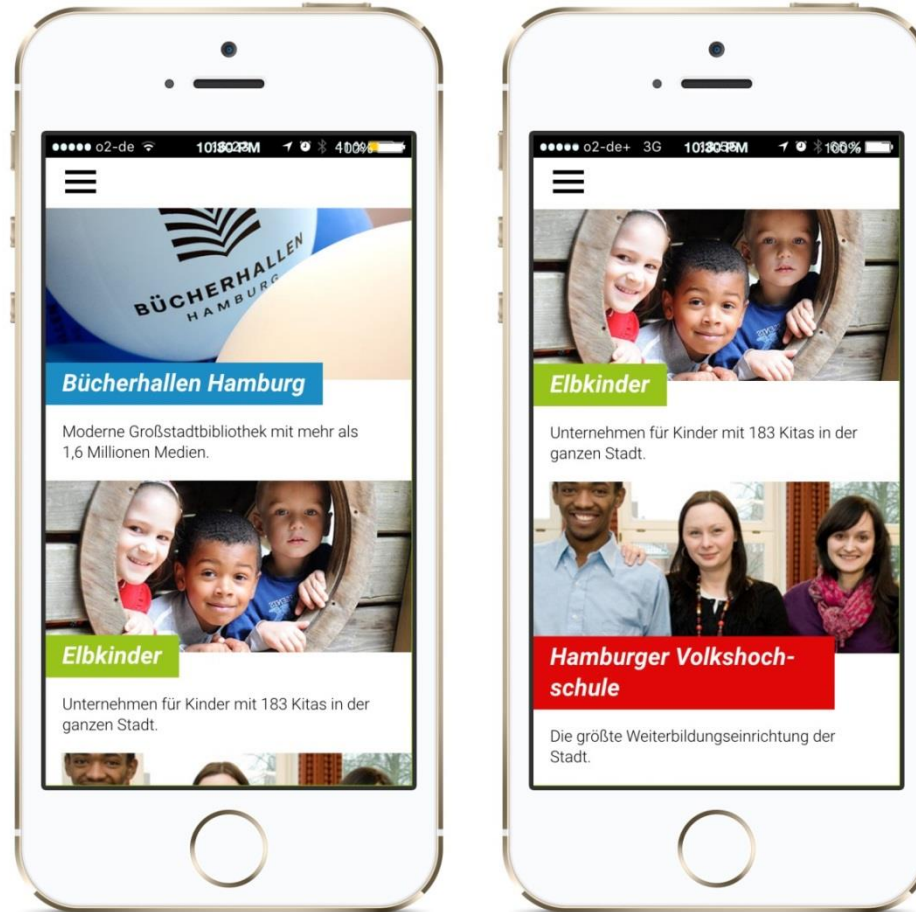 o2-de
BÜCHERHALLEN
HAMBURG
Bücherhallen Hamburg
Moderne Großstadtbibliothek mit mehr als
1,6 Millionen Medien.
Elbkinder
Unternehmen für Kinder mit 183 Kitas in der
ganzen Stadt.
o2-de+ 3G
Elbkinder
Unternehmen für Kinder mit 183 Kitas in der
ganzen Stadt.
Hamburger Volkshoch-
schule
Die größte Weiterbildungseinrichtung der
Stadt.